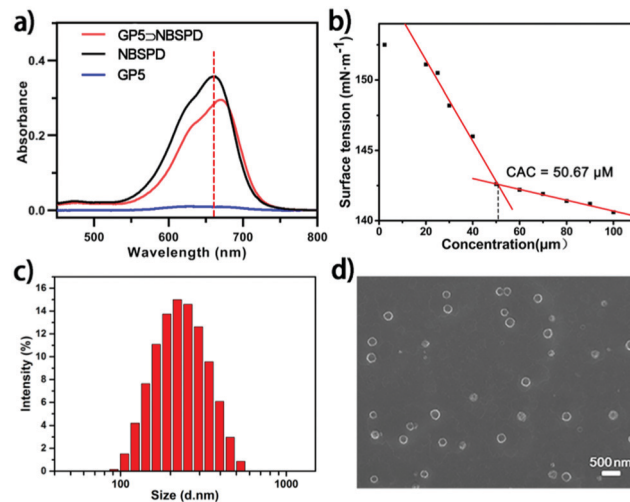 a)
GP5⊃NBSPD
NBSPD
GP5
Absorbance
0.4
0.2
0.0
500
600
700
800
Wavelength (nm)
b)
Surface tension (mN·m⁻¹)
150
145
140
CAC = 50.67 μM
0
20
40
60
80
100
Concentration(μm）
c)
Intensity (%)
16
14
12
10
8
6
4
2
0
100
1000
Size (d.nm)
d)
500 nm